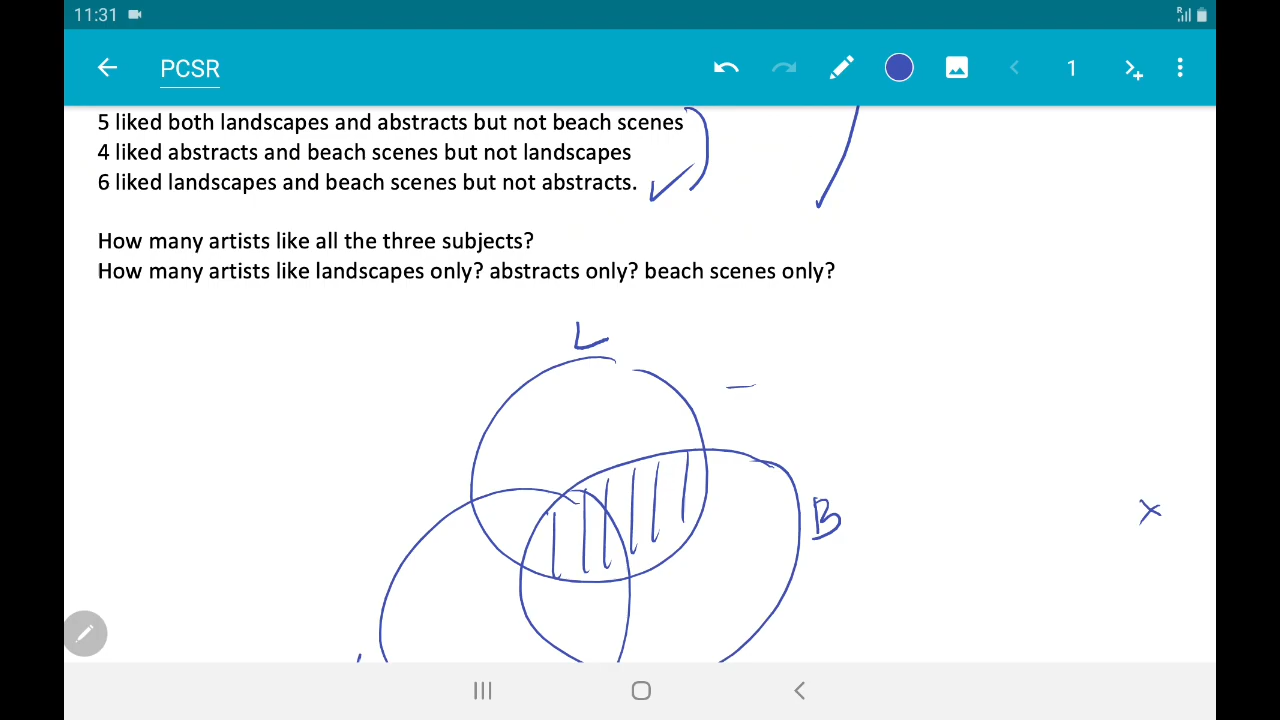 11:31
R
PCSR
1
5 liked both landscapes and abstracts but not beach scenes
4 liked abstracts and beach scenes but not landscapes
6 liked landscapes and beach scenes but not abstracts.
How many artists like all the three subjects?
How many artists like landscapes only? abstracts only? beach scenes only?
L
B
x